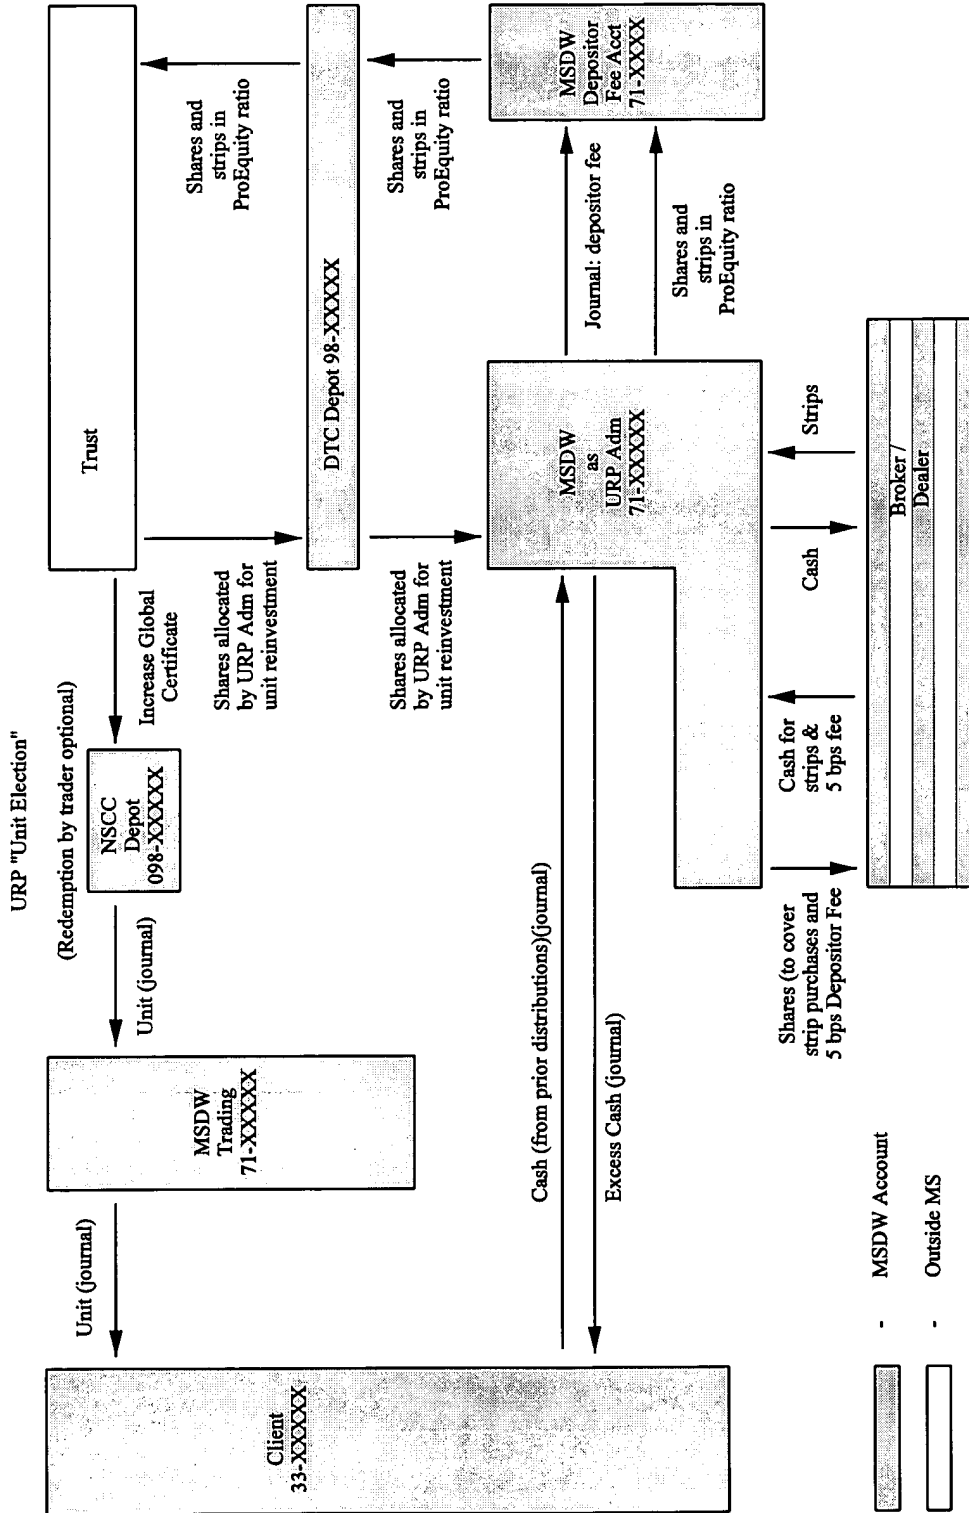 URP "Unit Election"
(Redemption by trader optional)
Client
33-XXXXX
Unit (journal)
MSDW
Trading
71-XXXXX
Unit (journal)
NSCC
Depot
098-XXXXX
Increase Global
Certificate
Trust
Shares allocated
by URP Adm for
unit reinvestment
Shares and
strips in
ProEquity ratio
DTC Depot 98-XXXXX
Shares allocated
by URP Adm for
unit reinvestment
Shares and
strips in
ProEquity ratio
Cash (from prior distributions)(journal)
Excess Cash (journal)
MSDW
as
URP Adm
71-XXXXX
Journal: depositor fee
Shares and
strips in
ProEquity ratio
MSDW
Depositor
Fee Acct
71-XXXX
Shares (to cover
strip purchases and
5 bps Depositor Fee
Cash for
strips &
5 bps fee
Cash
Strips
Broker /
Dealer
- MSDW Account
- Outside MS